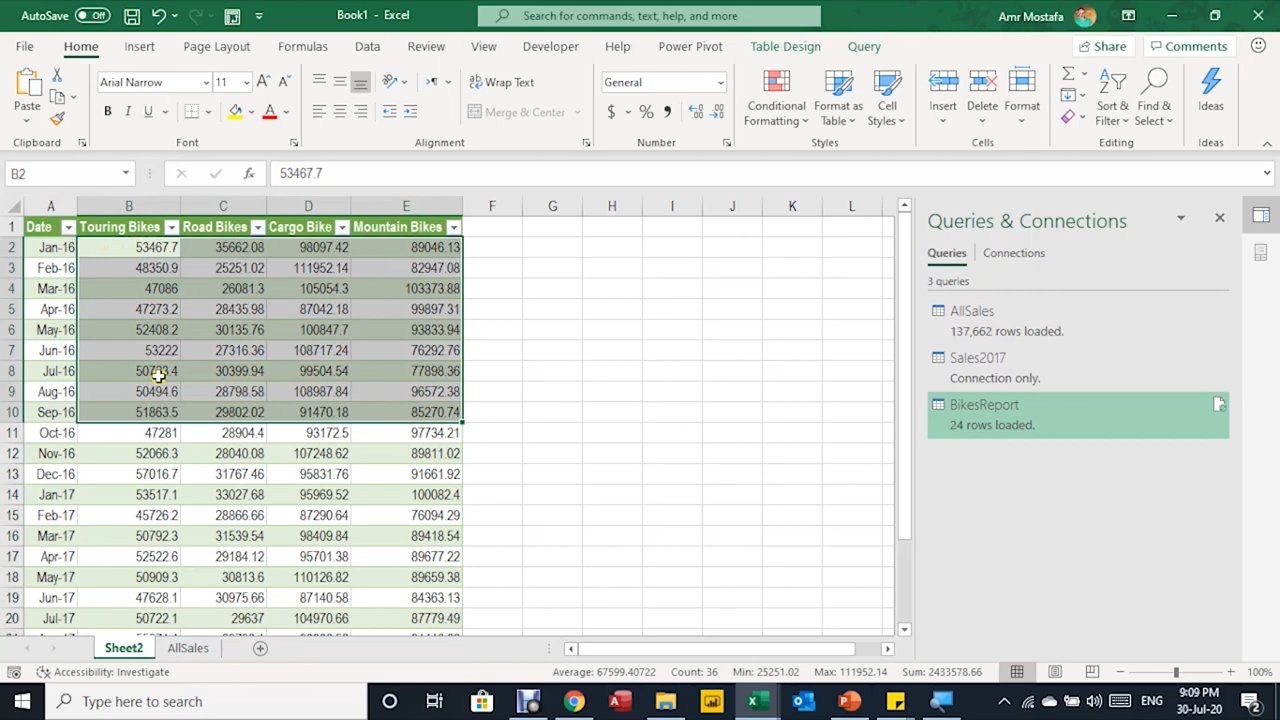 AutoSave Off Book1 - Excel Search for commands, text, help, and more Amr Mostafa
File Home Insert Page Layout Formulas Data Review View Developer Help Power Pivot Table Design Query Share Comments
Arial Narrow 11 Wrap Text General
Paste B I U Merge & Center Conditional Formatting Format as Table Cell Styles Insert Delete Format Sort & Filter Find & Select Ideas
Clipboard Font Alignment Number Styles Cells Editing Ideas
B2 fx 53467.7
A B C D E F G H I J K L
1 Date Touring Bikes Road Bikes Cargo Bike Mountain Bikes
2 Jan-16 53467.7 35662.08 98097.42 89046.13
3 Feb-16 48350.9 25251.02 111952.14 82947.08
4 Mar-16 47086 26081.3 105054.3 103373.88
5 Apr-16 47273.2 28435.98 87042.18 99897.31
6 May-16 52408.2 30135.76 100847.7 93833.94
7 Jun-16 53222 27316.36 108717.24 76292.76
8 Jul-16 30399.94 99504.54 77898.36
9 Aug-16 50494.6 28798.58 108987.84 96572.38
10 Sep-16 51863.5 29802.02 91470.18 85270.74
11 Oct-16 47281 28904.4 93172.5 97734.21
12 Nov-16 52066.3 28040.08 107248.62 89811.02
13 Dec-16 57016.7 31767.46 95831.76 91661.92
14 Jan-17 53517.1 33027.68 95969.52 100082.4
15 Feb-17 45726.2 28866.66 87290.64 76094.29
16 Mar-17 50792.3 31539.54 98409.84 89418.54
17 Apr-17 52522.6 29184.12 95701.38 89677.22
18 May-17 50909.3 30813.6 110126.82 89659.38
19 Jun-17 47628.1 30975.66 87140.58 84363.13
20 Jul-17 50722.1 29637 104970.66 87779.49
Queries & Connections
Queries Connections
3 queries
AllSales
137,662 rows loaded.
Sales2017
Connection only.
BikesReport
24 rows loaded.
Sheet2 AllSales
Accessibility: Investigate Average: 67599.40722 Count: 36 Min: 25251.02 Max: 111952.14 Sum: 2433578.66 100%
Type here to search ENG 9:09 PM
30-Jul-20 2